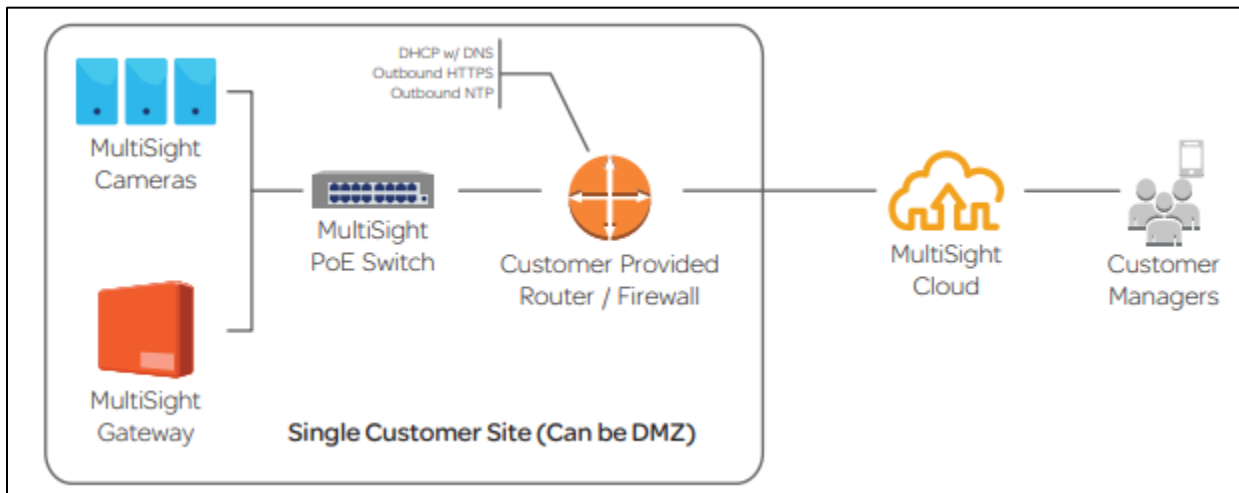 DHCP w/ DNS
Outbound HTTPS
Outbound NTP
MultiSight
Cameras
MultiSight
PoE Switch
Customer Provided
Router / Firewall
MultiSight
Cloud
Customer
Managers
MultiSight
Gateway
Single Customer Site (Can be DMZ)